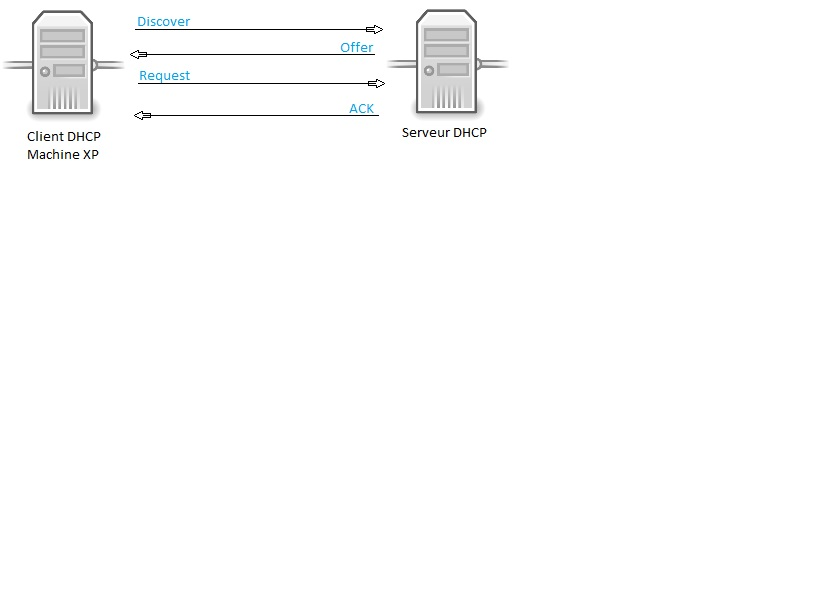 Discover
Offer
Request
ACK
Client DHCP
Machine XP
Serveur DHCP